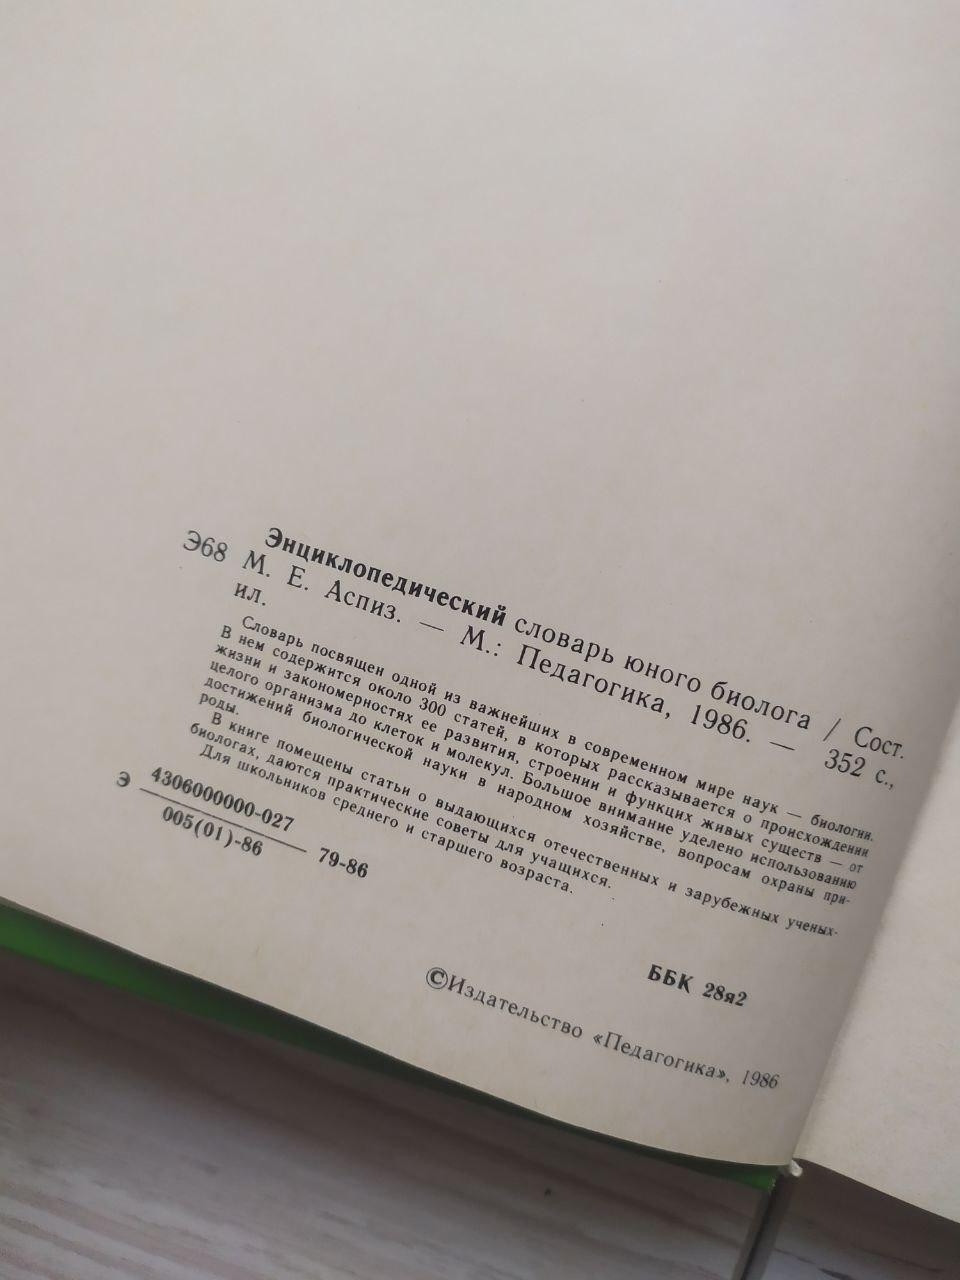 Энциклопедический словарь юного биолога / Сост.
Э68 М. Е. Аспиз. — М.: Педагогика, 1986. — 352 с.,
ил.
Словарь посвящен одной из важнейших в современном мире наук — биологии.
В нем содержится около 300 статей, в которых рассказывается о происхождении
жизни и закономерностях ее развития, строении и функциях живых существ — от
целого организма до клеток и молекул. Большое внимание уделено использованию
достижений биологической науки в народном хозяйстве, вопросам охраны при-
роды.
В книге помещены статьи о выдающихся отечественных и зарубежных ученых-
биологах, даются практические советы для учащихся.
Для школьников среднего и старшего возраста.
Э 4306000000-027
005(01)-86 79-86
ББК 28я2
©Издательство «Педагогика», 1986